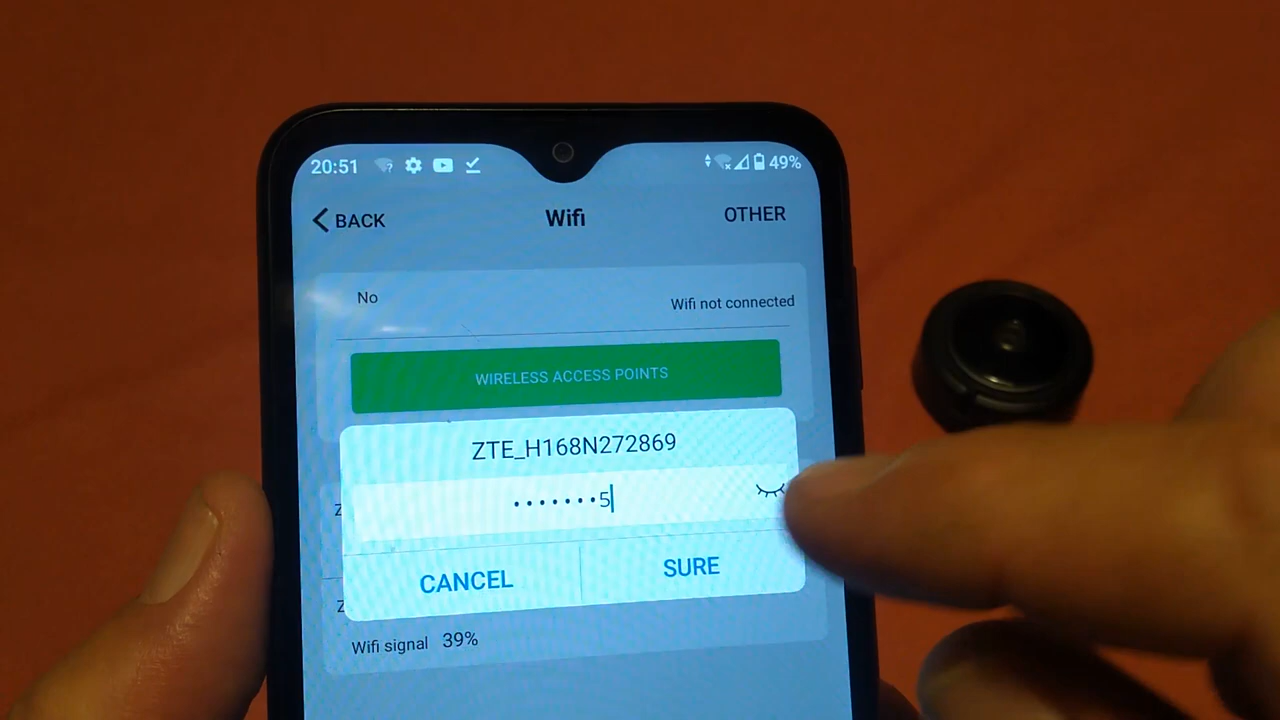 20:51 49%
BACK Wifi OTHER
No Wifi not connected
WIRELESS ACCESS POINTS
ZTE_H168N272869
•••••••5
CANCEL SURE
Wifi signal 39%